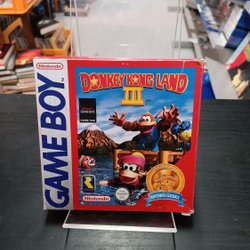 Nintendo
GAME BOY
DONKEY KONG LAND
III
Nintendo
NINTENDO CLASSICS